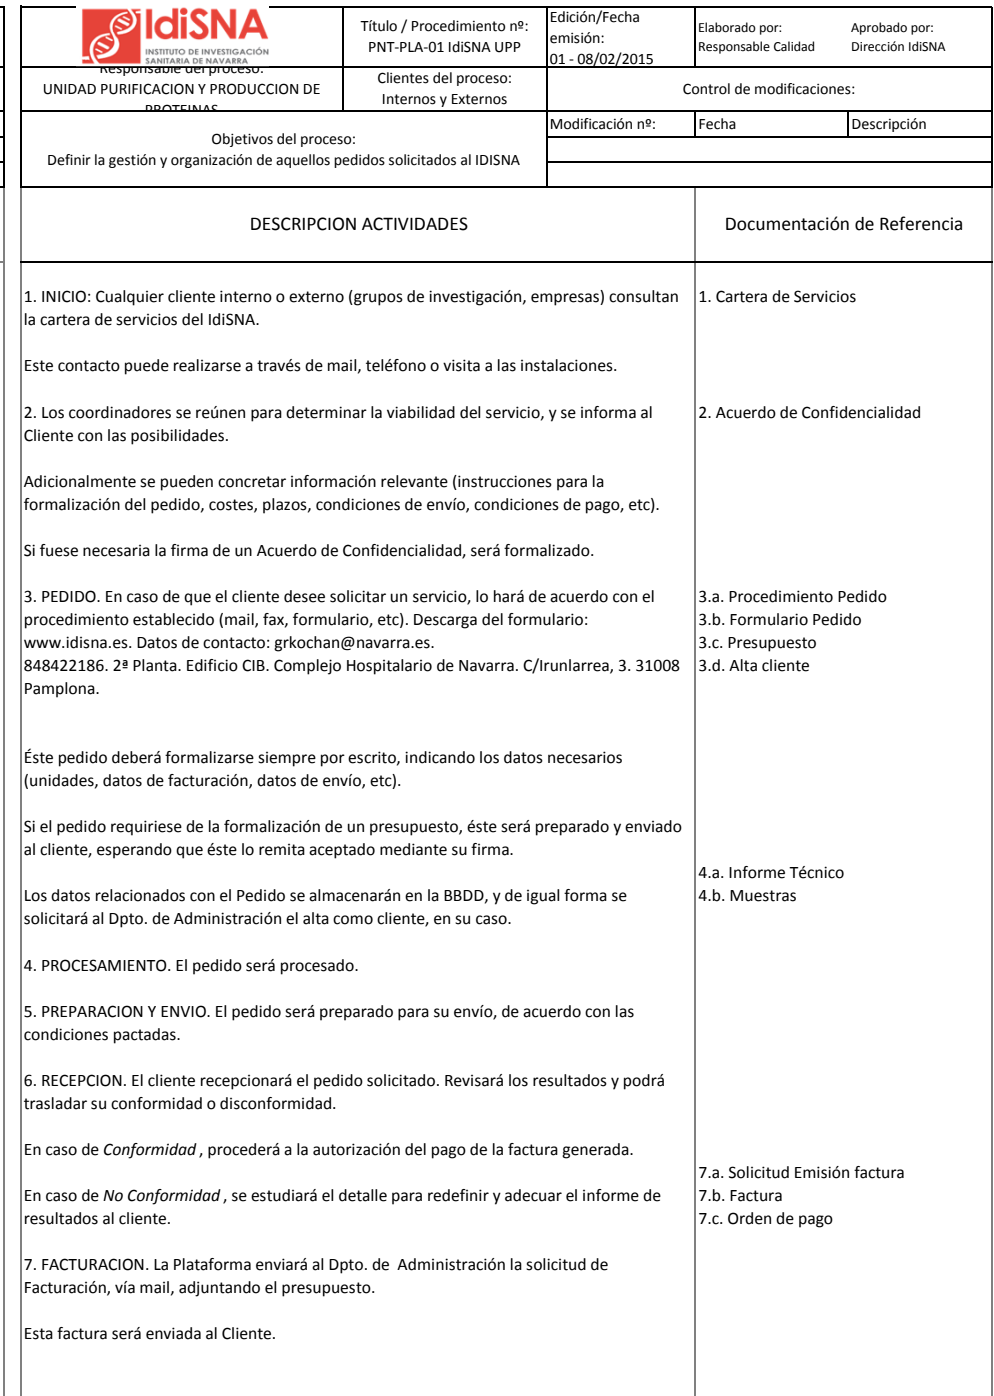 IdiSNA
INSTITUTO DE INVESTIGACIÓN
SANITARIA DE NAVARRA
Título / Procedimiento nº:
PNT-PLA-01 IdiSNA UPP
Edición/Fecha
emisión:
01 - 08/02/2015
Elaborado por:
Responsable Calidad
Aprobado por:
Dirección IdiSNA
Responsable del proceso:
UNIDAD PURIFICACION Y PRODUCCION DE
PROTEINAS
Clientes del proceso:
Internos y Externos
Control de modificaciones:
Objetivos del proceso:
Definir la gestión y organización de aquellos pedidos solicitados al IDISNA
Modificación nº:
Fecha
Descripción
DESCRIPCION ACTIVIDADES
Documentación de Referencia
1. INICIO: Cualquier cliente interno o externo (grupos de investigación, empresas) consultan
la cartera de servicios del IdiSNA.
1. Cartera de Servicios
Este contacto puede realizarse a través de mail, teléfono o visita a las instalaciones.
2. Los coordinadores se reúnen para determinar la viabilidad del servicio, y se informa al
Cliente con las posibilidades.
2. Acuerdo de Confidencialidad
Adicionalmente se pueden concretar información relevante (instrucciones para la
formalización del pedido, costes, plazos, condiciones de envío, condiciones de pago, etc).
Si fuese necesaria la firma de un Acuerdo de Confidencialidad, será formalizado.
3. PEDIDO. En caso de que el cliente desee solicitar un servicio, lo hará de acuerdo con el
procedimiento establecido (mail, fax, formulario, etc). Descarga del formulario:
www.idisna.es. Datos de contacto: grkochan@navarra.es.
848422186. 2ª Planta. Edificio CIB. Complejo Hospitalario de Navarra. C/Irunlarrea, 3. 31008
Pamplona.
3.a. Procedimiento Pedido
3.b. Formulario Pedido
3.c. Presupuesto
3.d. Alta cliente
Éste pedido deberá formalizarse siempre por escrito, indicando los datos necesarios
(unidades, datos de facturación, datos de envío, etc).
Si el pedido requiriese de la formalización de un presupuesto, éste será preparado y enviado
al cliente, esperando que éste lo remita aceptado mediante su firma.
4.a. Informe Técnico
4.b. Muestras
Los datos relacionados con el Pedido se almacenarán en la BBDD, y de igual forma se
solicitará al Dpto. de Administración el alta como cliente, en su caso.
4. PROCESAMIENTO. El pedido será procesado.
5. PREPARACION Y ENVIO. El pedido será preparado para su envío, de acuerdo con las
condiciones pactadas.
6. RECEPCION. El cliente recepcionará el pedido solicitado. Revisará los resultados y podrá
trasladar su conformidad o disconformidad.
En caso de Conformidad , procederá a la autorización del pago de la factura generada.
En caso de No Conformidad , se estudiará el detalle para redefinir y adecuar el informe de
resultados al cliente.
7.a. Solicitud Emisión factura
7.b. Factura
7.c. Orden de pago
7. FACTURACION. La Plataforma enviará al Dpto. de  Administración la solicitud de
Facturación, vía mail, adjuntando el presupuesto.
Esta factura será enviada al Cliente.